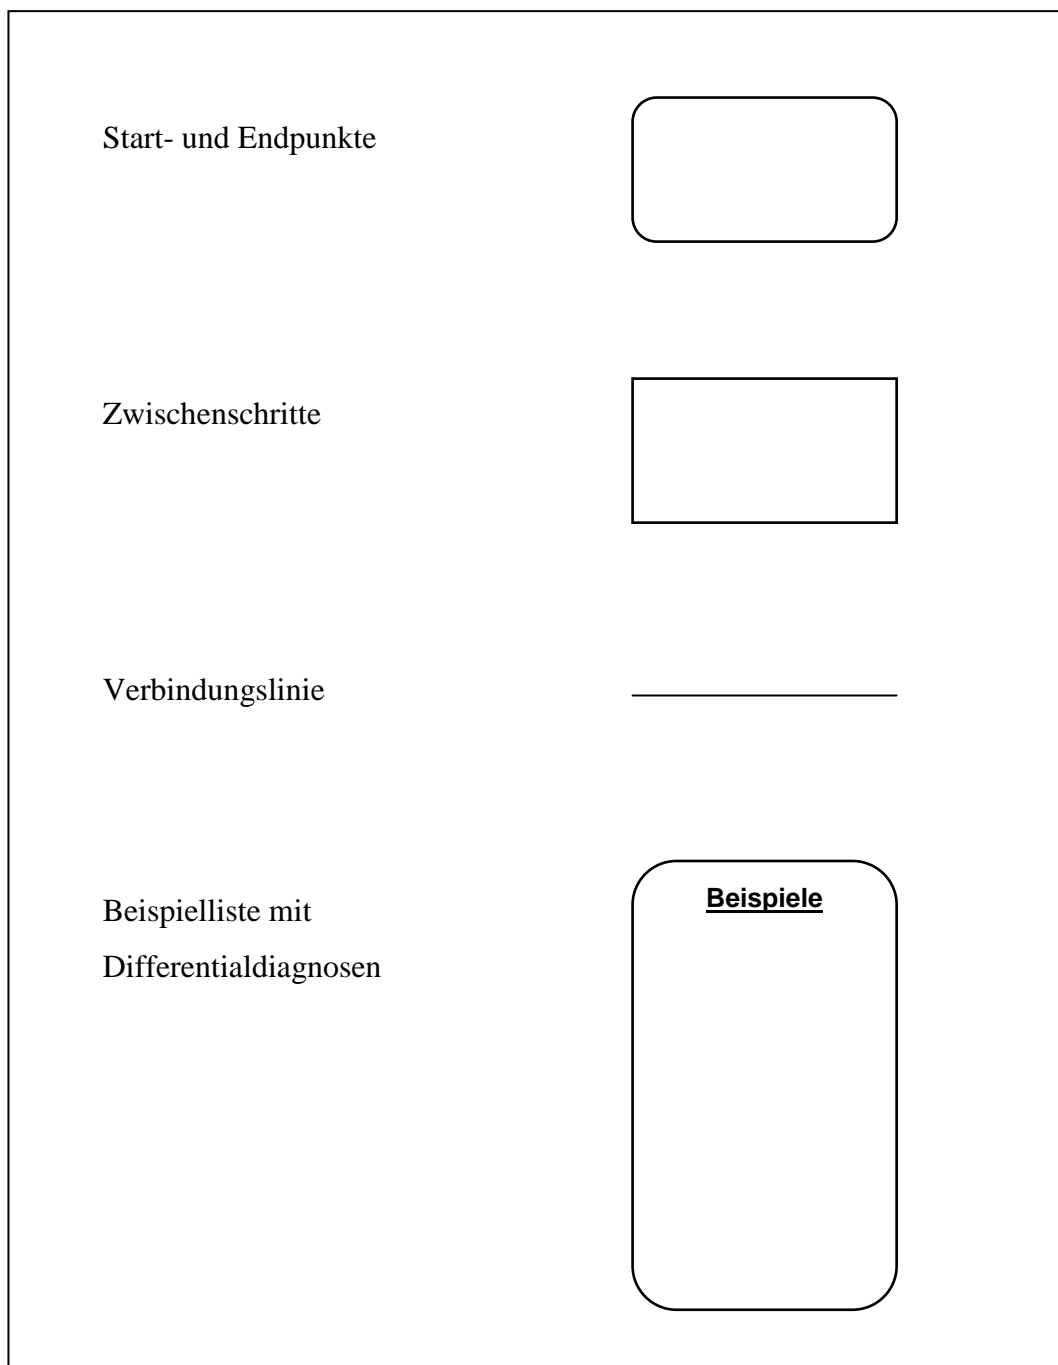 Start- und Endpunkte
Zwischenschritte
Verbindungslinie
Beispiele
Beispielliste mit
Differentialdiagnosen